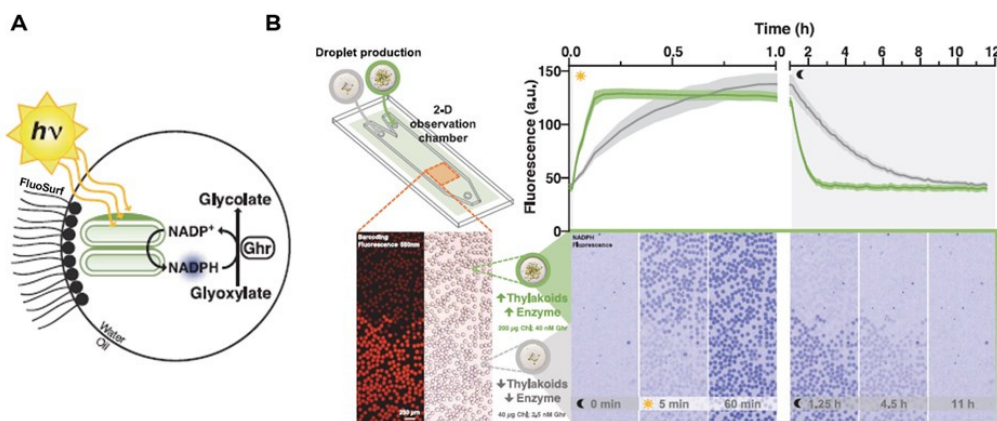 A
hν
FluoSurf
Glycolate
NADP⁺
Ghr
NADPH
Glyoxylate
Water
Oil
B
Droplet production
2-D
observation
chamber
Time (h)
0.0 0.5 1.0 2 4 6 8 10 12
Fluorescence (a.u.)
150
100
50
0
Barcoding
Fluorescence 550nm
250 µm
↑Thylakoids
↑ Enzyme
200 µg Chl; 40 nM Ghr
↓Thylakoids
↓ Enzyme
40 µg Chl; 2.5 nM Ghr
NADPH
Fluorescence
0 min 5 min 60 min 1.25 h 4.5 h 11 h